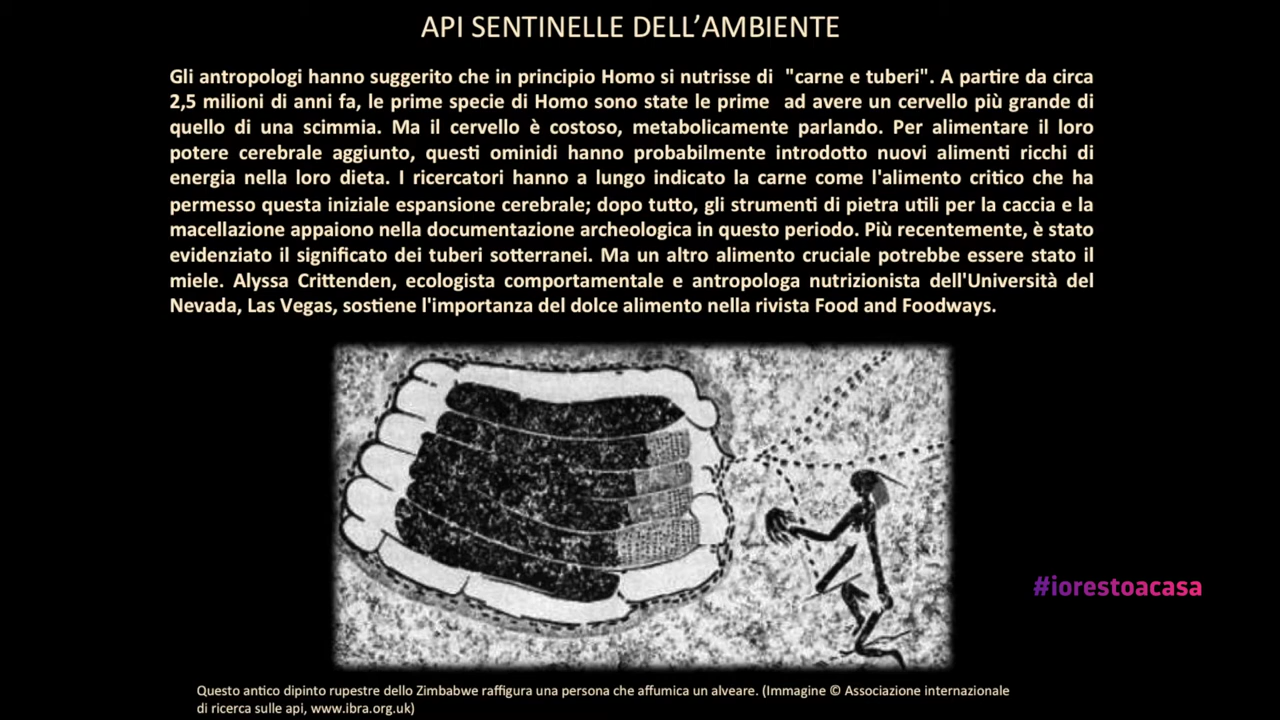 API SENTINELLE DELL’AMBIENTE
Gli antropologi hanno suggerito che in principio Homo si nutrisse di "carne e tuberi". A partire da circa
2,5 milioni di anni fa, le prime specie di Homo sono state le prime ad avere un cervello più grande di
quello di una scimmia. Ma il cervello è costoso, metabolicamente parlando. Per alimentare il loro
potere cerebrale aggiunto, questi ominidi hanno probabilmente introdotto nuovi alimenti ricchi di
energia nella loro dieta. I ricercatori hanno a lungo indicato la carne come l'alimento critico che ha
permesso questa iniziale espansione cerebrale; dopo tutto, gli strumenti di pietra utili per la caccia e la
macellazione appaiono nella documentazione archeologica in questo periodo. Più recentemente, è stato
evidenziato il significato dei tuberi sotterranei. Ma un altro alimento cruciale potrebbe essere stato il
miele. Alyssa Crittenden, ecologista comportamentale e antropologa nutrizionista dell'Università del
Nevada, Las Vegas, sostiene l'importanza del dolce alimento nella rivista Food and Foodways.
#iorestoacasa
Questo antico dipinto rupestre dello Zimbabwe raffigura una persona che affumica un alveare. (Immagine © Associazione internazionale
di ricerca sulle api, www.ibra.org.uk)